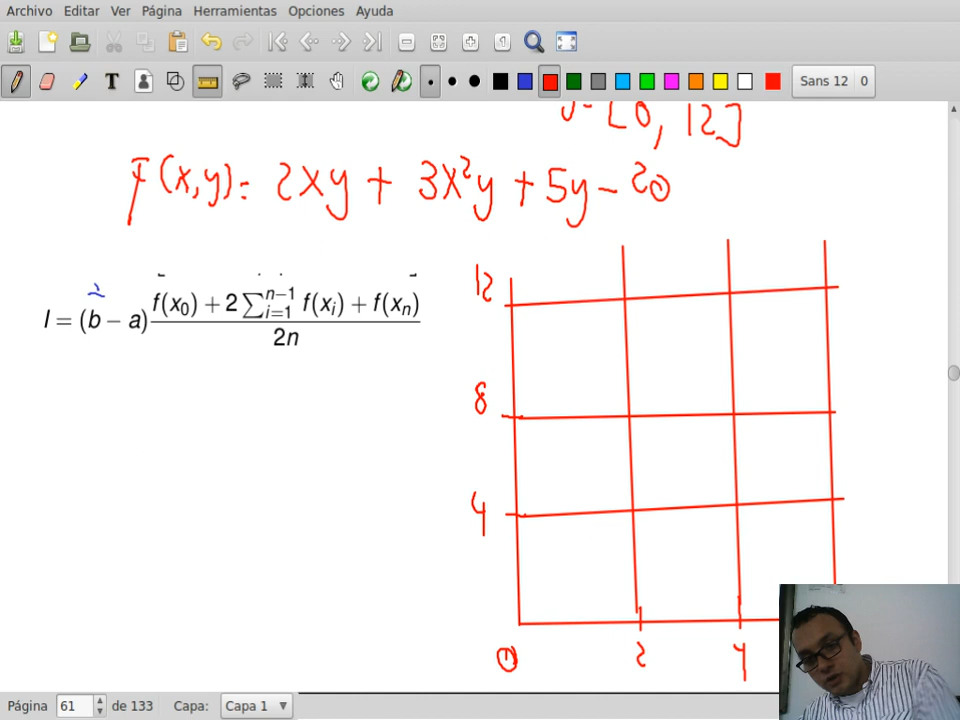 Archivo Editar Ver Página Herramientas Opciones Ayuda
T
Sans 12 0
[0, 12]
f(x,y): 2xy + 3x²y + 5y - 20
I = (b − a) f(x₀) + 2 ∑ᵢ₌₁ⁿ⁻¹ f(xᵢ) + f(xₙ)
2n
12
8
4
0 2 4
Página 61 de 133 Capa: Capa 1